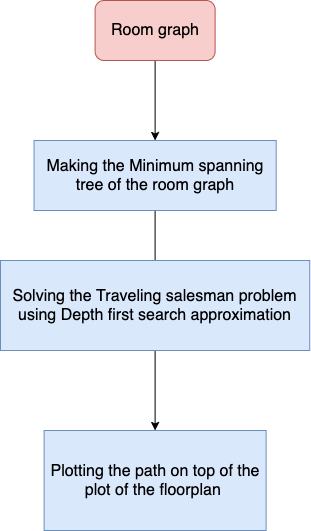 Room graph
Making the Minimum spanning
tree of the room graph
Solving the Traveling salesman problem
using Depth first search approximation
Plotting the path on top of the
plot of the floorplan